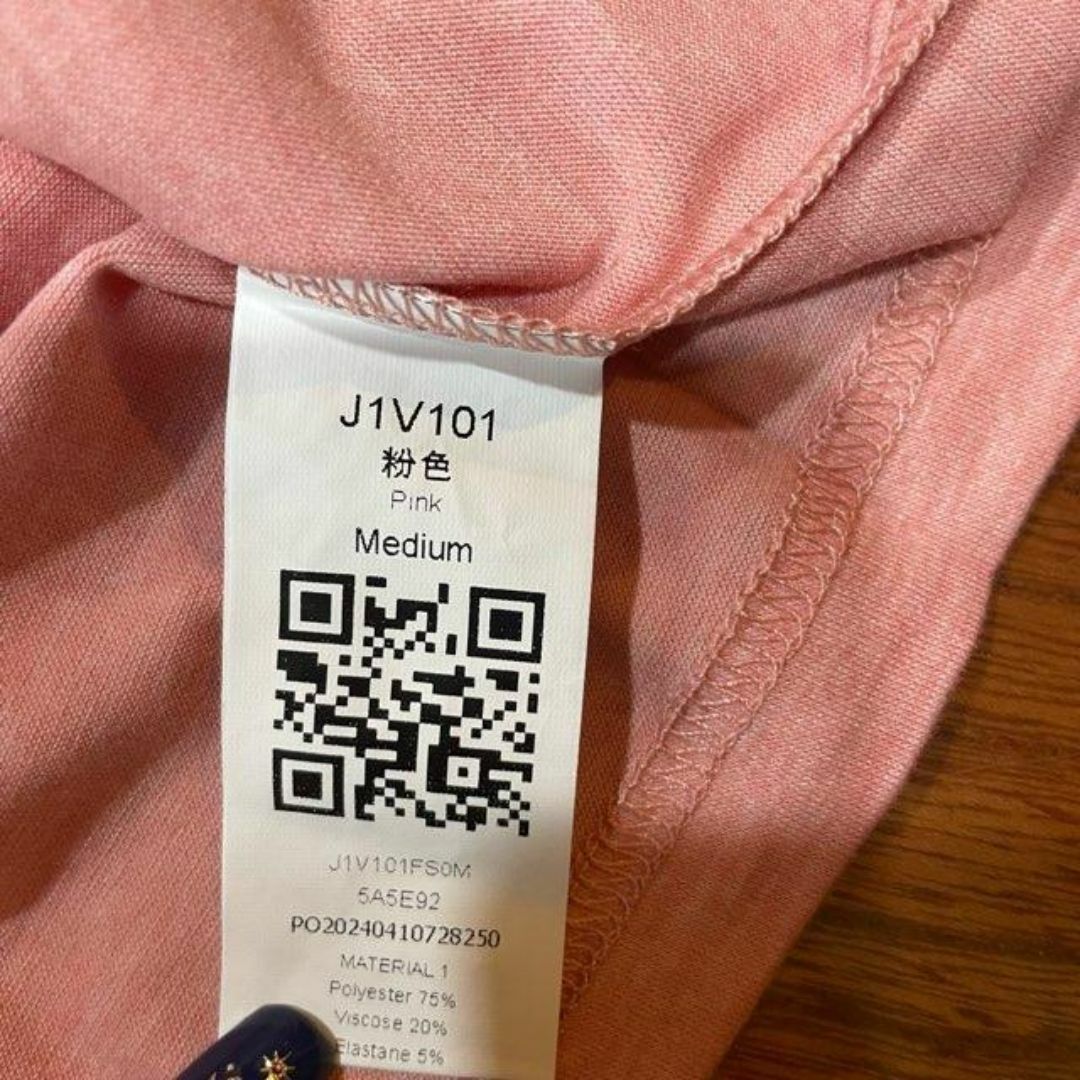 J1V101
粉色
Pink
Medium
J1V101FS0M
5A5E92
PO20240410728250
MATERIAL 1
Polyester 75%
Viscose 20%
Elastane 5%